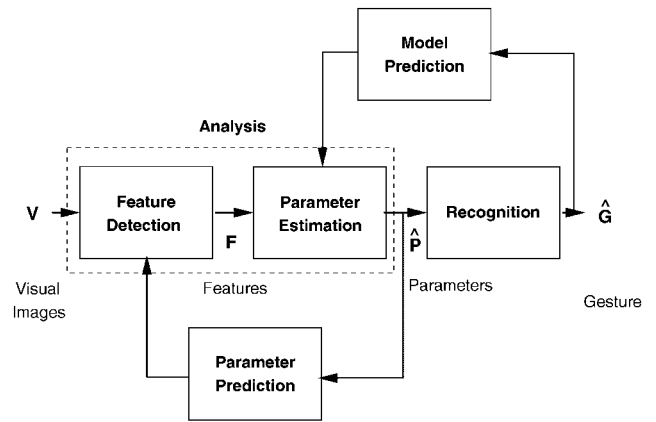 Model
Prediction
Analysis
V
Feature
Detection
F
Parameter
Estimation
P̂
Recognition
Ĝ
Visual
Images
Features
Parameters
Gesture
Parameter
Prediction